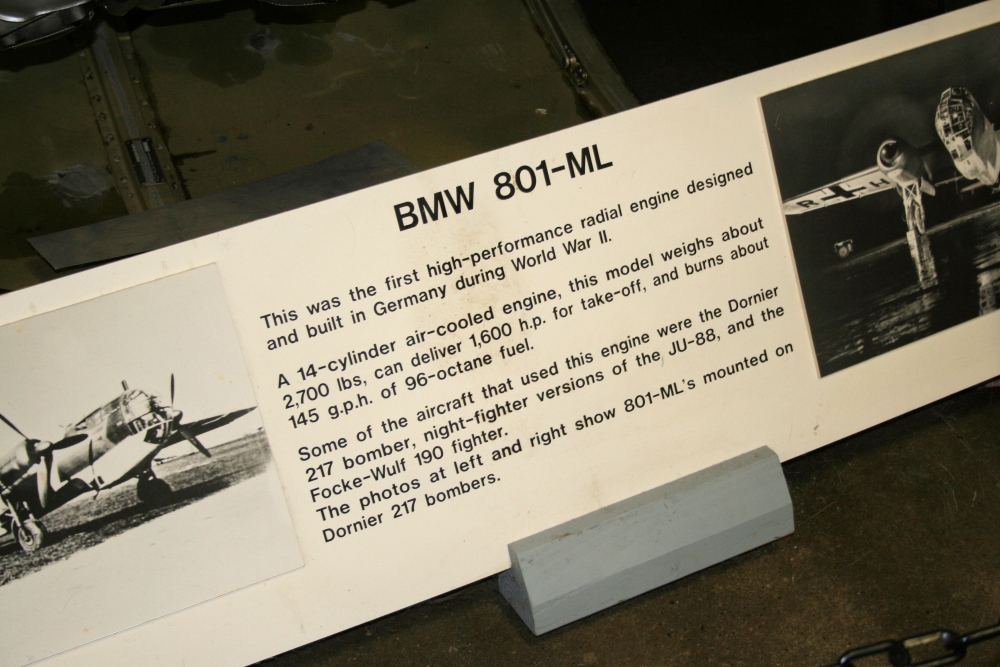 BMW 801-ML
This was the first high-performance radial engine designed
and built in Germany during World War II.
A 14-cylinder air-cooled engine, this model weighs about
2,700 lbs, can deliver 1,600 h.p. for take-off, and burns about
145 g.p.h. of 96-octane fuel.
Some of the aircraft that used this engine were the Dornier
217 bomber, night-fighter versions of the JU-88, and the
Focke-Wulf 190 fighter.
The photos at left and right show 801-ML's mounted on
Dornier 217 bombers.
R H